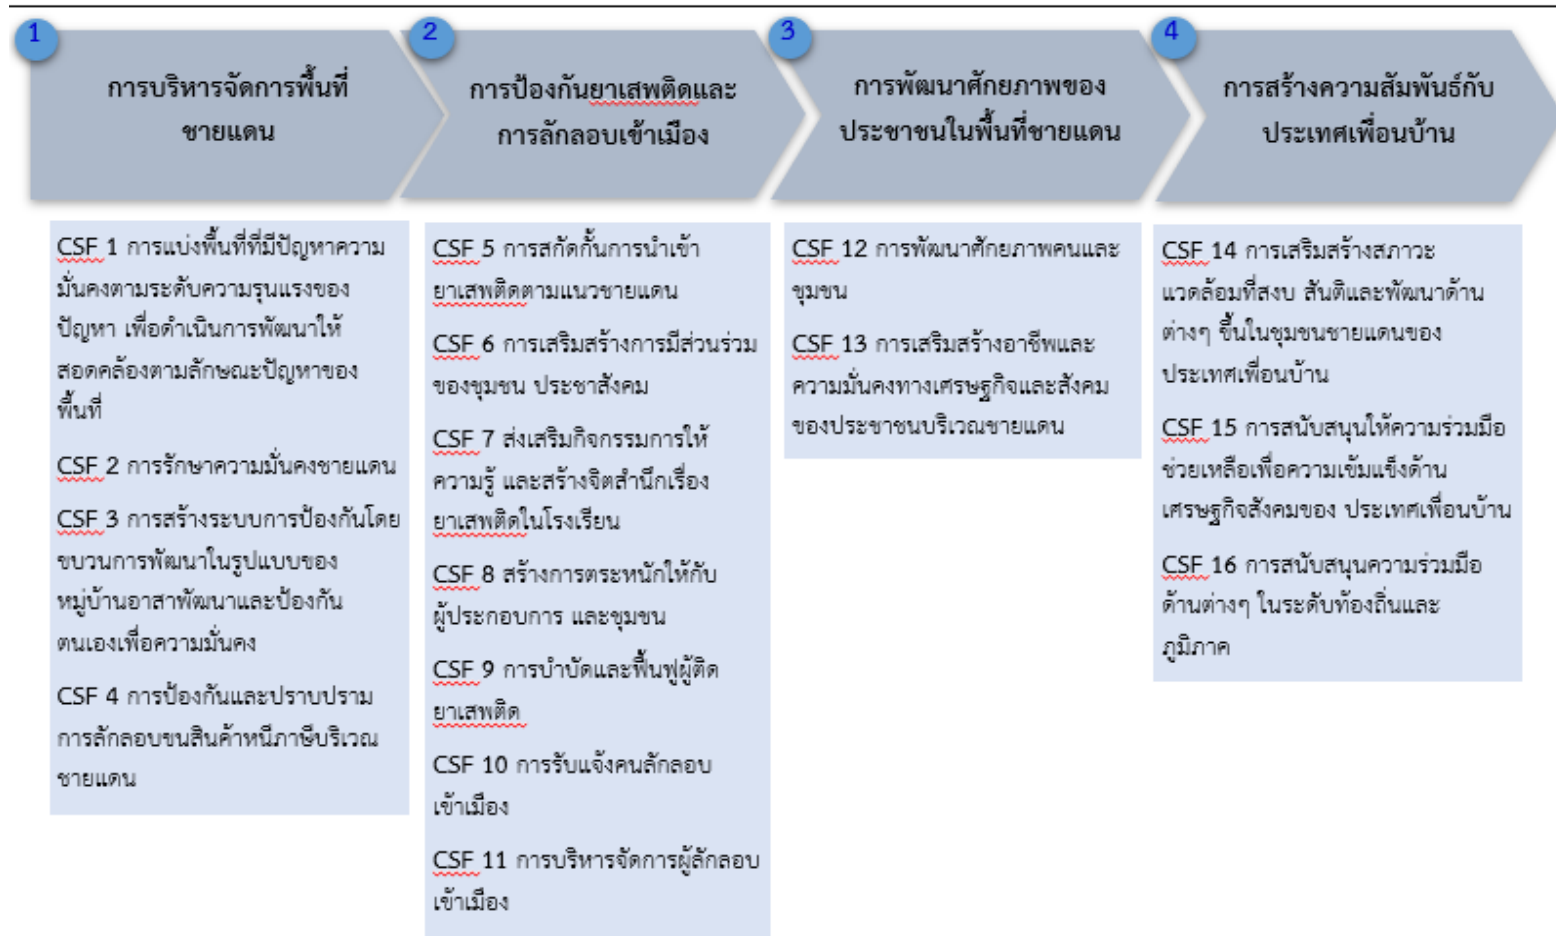 1
การบริหารจัดการพื้นที่
ชายแดน
2
การป้องกันยาเสพติดและ
การลักลอบเข้าเมือง
3
การพัฒนาศักยภาพของ
ประชาชนในพื้นที่ชายแดน
4
การสร้างความสัมพันธ์กับ
ประเทศเพื่อนบ้าน
CSF 1 การแบ่งพื้นที่ที่มีปัญหาความ
มั่นคงตามระดับความรุนแรงของ
ปัญหา เพื่อดำเนินการพัฒนาให้
สอดคล้องตามลักษณะปัญหาของ
พื้นที่
CSF 2 การรักษาความมั่นคงชายแดน
CSF 3 การสร้างระบบการป้องกันโดย
ขบวนการพัฒนาในรูปแบบของ
หมู่บ้านอาสาพัฒนาและป้องกัน
ตนเองเพื่อความมั่นคง
CSF 4 การป้องกันและปราบปราม
การลักลอบขนสินค้าหนีภาษีบริเวณ
ชายแดน
CSF 5 การสกัดกั้นการนำเข้า
ยาเสพติดตามแนวชายแดน
CSF 6 การเสริมสร้างการมีส่วนร่วม
ของชุมชน ประชาสังคม
CSF 7 ส่งเสริมกิจกรรมการให้
ความรู้ และสร้างจิตสำนึกเรื่อง
ยาเสพติดในโรงเรียน
CSF 8 สร้างการตระหนักให้กับ
ผู้ประกอบการ และชุมชน
CSF 9 การบำบัดและฟื้นฟูผู้ติด
ยาเสพติด
CSF 10 การรับแจ้งคนลักลอบ
เข้าเมือง
CSF 11 การบริหารจัดการผู้ลักลอบ
เข้าเมือง
CSF 12 การพัฒนาศักยภาพคนและ
ชุมชน
CSF 13 การเสริมสร้างอาชีพและ
ความมั่นคงทางเศรษฐกิจและสังคม
ของประชาชนบริเวณชายแดน
CSF 14 การเสริมสร้างสภาวะ
แวดล้อมที่สงบ สันติและพัฒนาด้าน
ต่างๆ ขึ้นในชุมชนชายแดนของ
ประเทศเพื่อนบ้าน
CSF 15 การสนับสนุนให้ความร่วมมือ
ช่วยเหลือเพื่อความเข้มแข็งด้าน
เศรษฐกิจสังคมของ ประเทศเพื่อนบ้าน
CSF 16 การสนับสนุนความร่วมมือ
ด้านต่างๆ ในระดับท้องถิ่นและ
ภูมิภาค